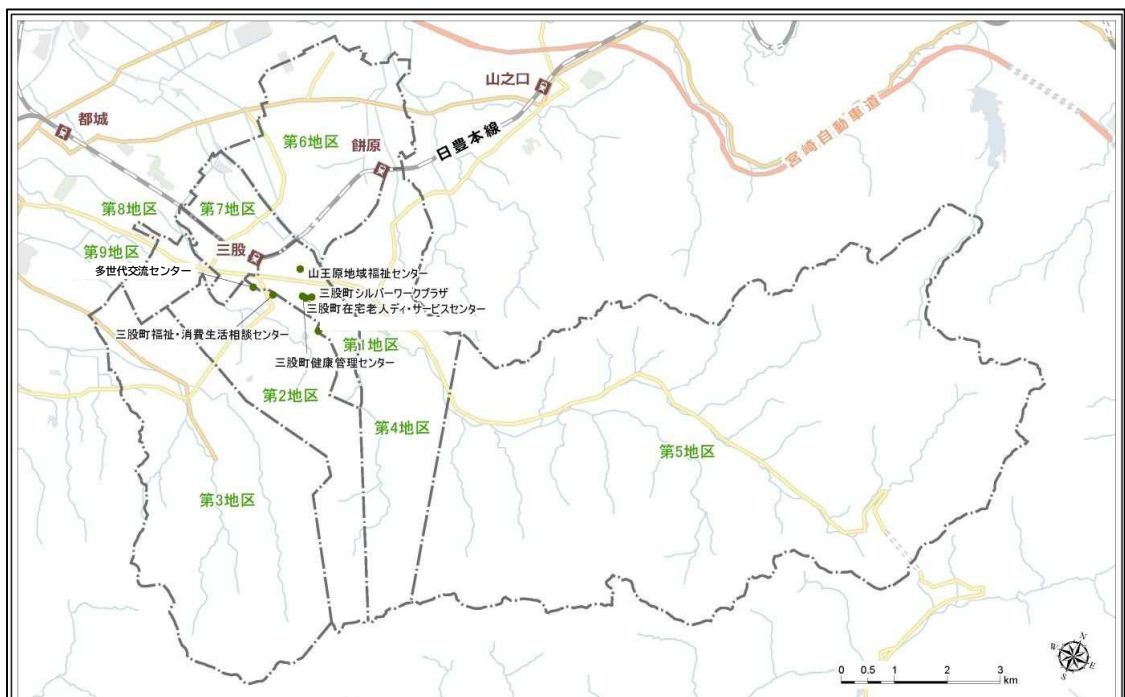 山之口
都城
宮崎自動車道
第6地区
餅原
日豊本線
第8地区
第7地区
第9地区
三股
多世代交流センター
山王原地域福祉センター
三股町シルバーワークプラザ
三股町在宅老人デイ・サービスセンター
三股町福祉・消費生活相談センター
第1地区
三股町健康管理センター
第2地区
第4地区
第5地区
第3地区
N
W
E
S
0 0.5 1 2 3
km